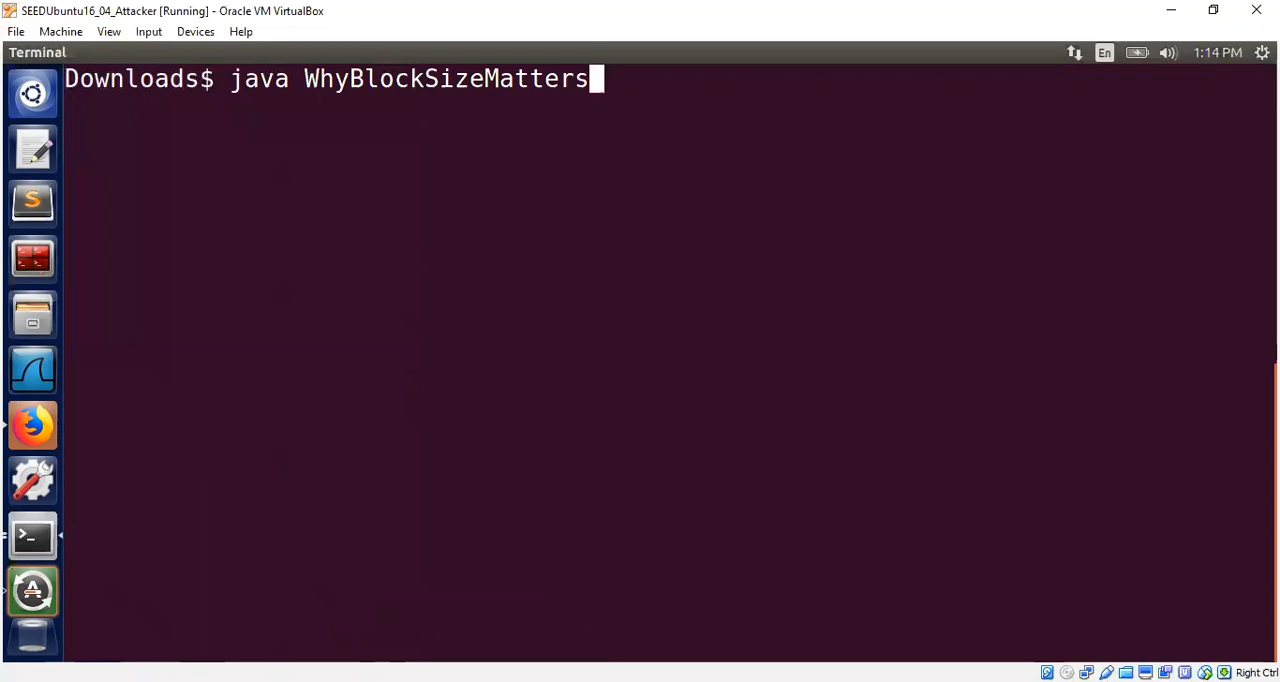 SEEDUbuntu16_04_Attacker [Running] - Oracle VM VirtualBox
File Machine View Input Devices Help
Terminal En 1:14 PM
Downloads$ java WhyBlockSizeMatters
Right Ctrl